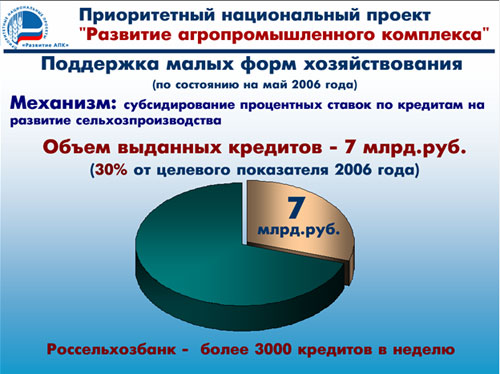 Приоритетный национальный проект
"Развитие агропромышленного комплекса"
«Развитие АПК»
Поддержка малых форм хозяйствования
(по состоянию на май 2006 года)
Механизм: субсидирование процентных ставок по кредитам на
развитие сельхозпроизводства
Объем выданных кредитов - 7 млрд.руб.
(30% от целевого показателя 2006 года)
7
млрд.руб.
Россельхозбанк - более 3000 кредитов в неделю